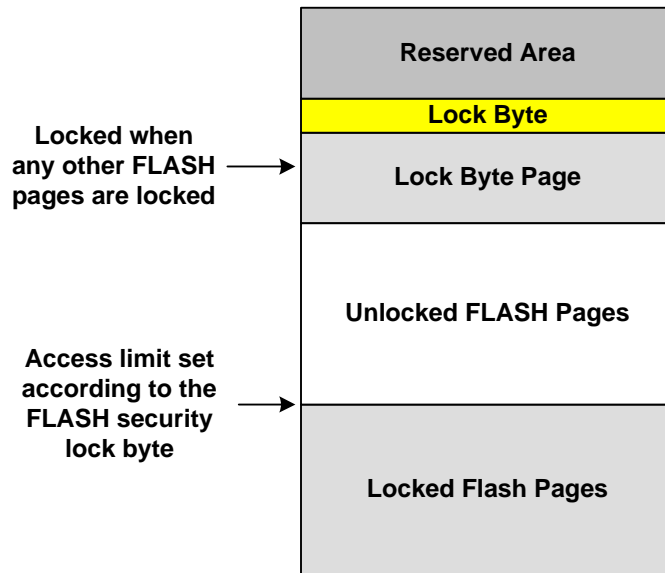 Reserved Area
Lock Byte
Locked when
any other FLASH
pages are locked
Lock Byte Page
Unlocked FLASH Pages
Access limit set
according to the
FLASH security
lock byte
Locked Flash Pages